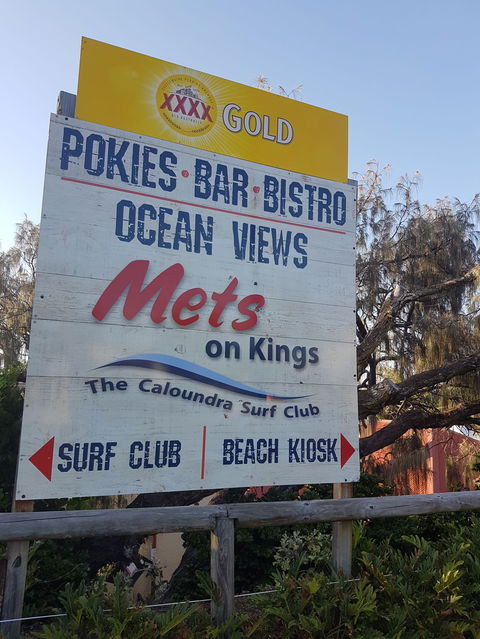 XXXX
GOLD
POKIES • BAR • BISTRO
OCEAN VIEWS
Mets
on Kings
The Caloundra Surf Club
SURF CLUB | BEACH KIOSK